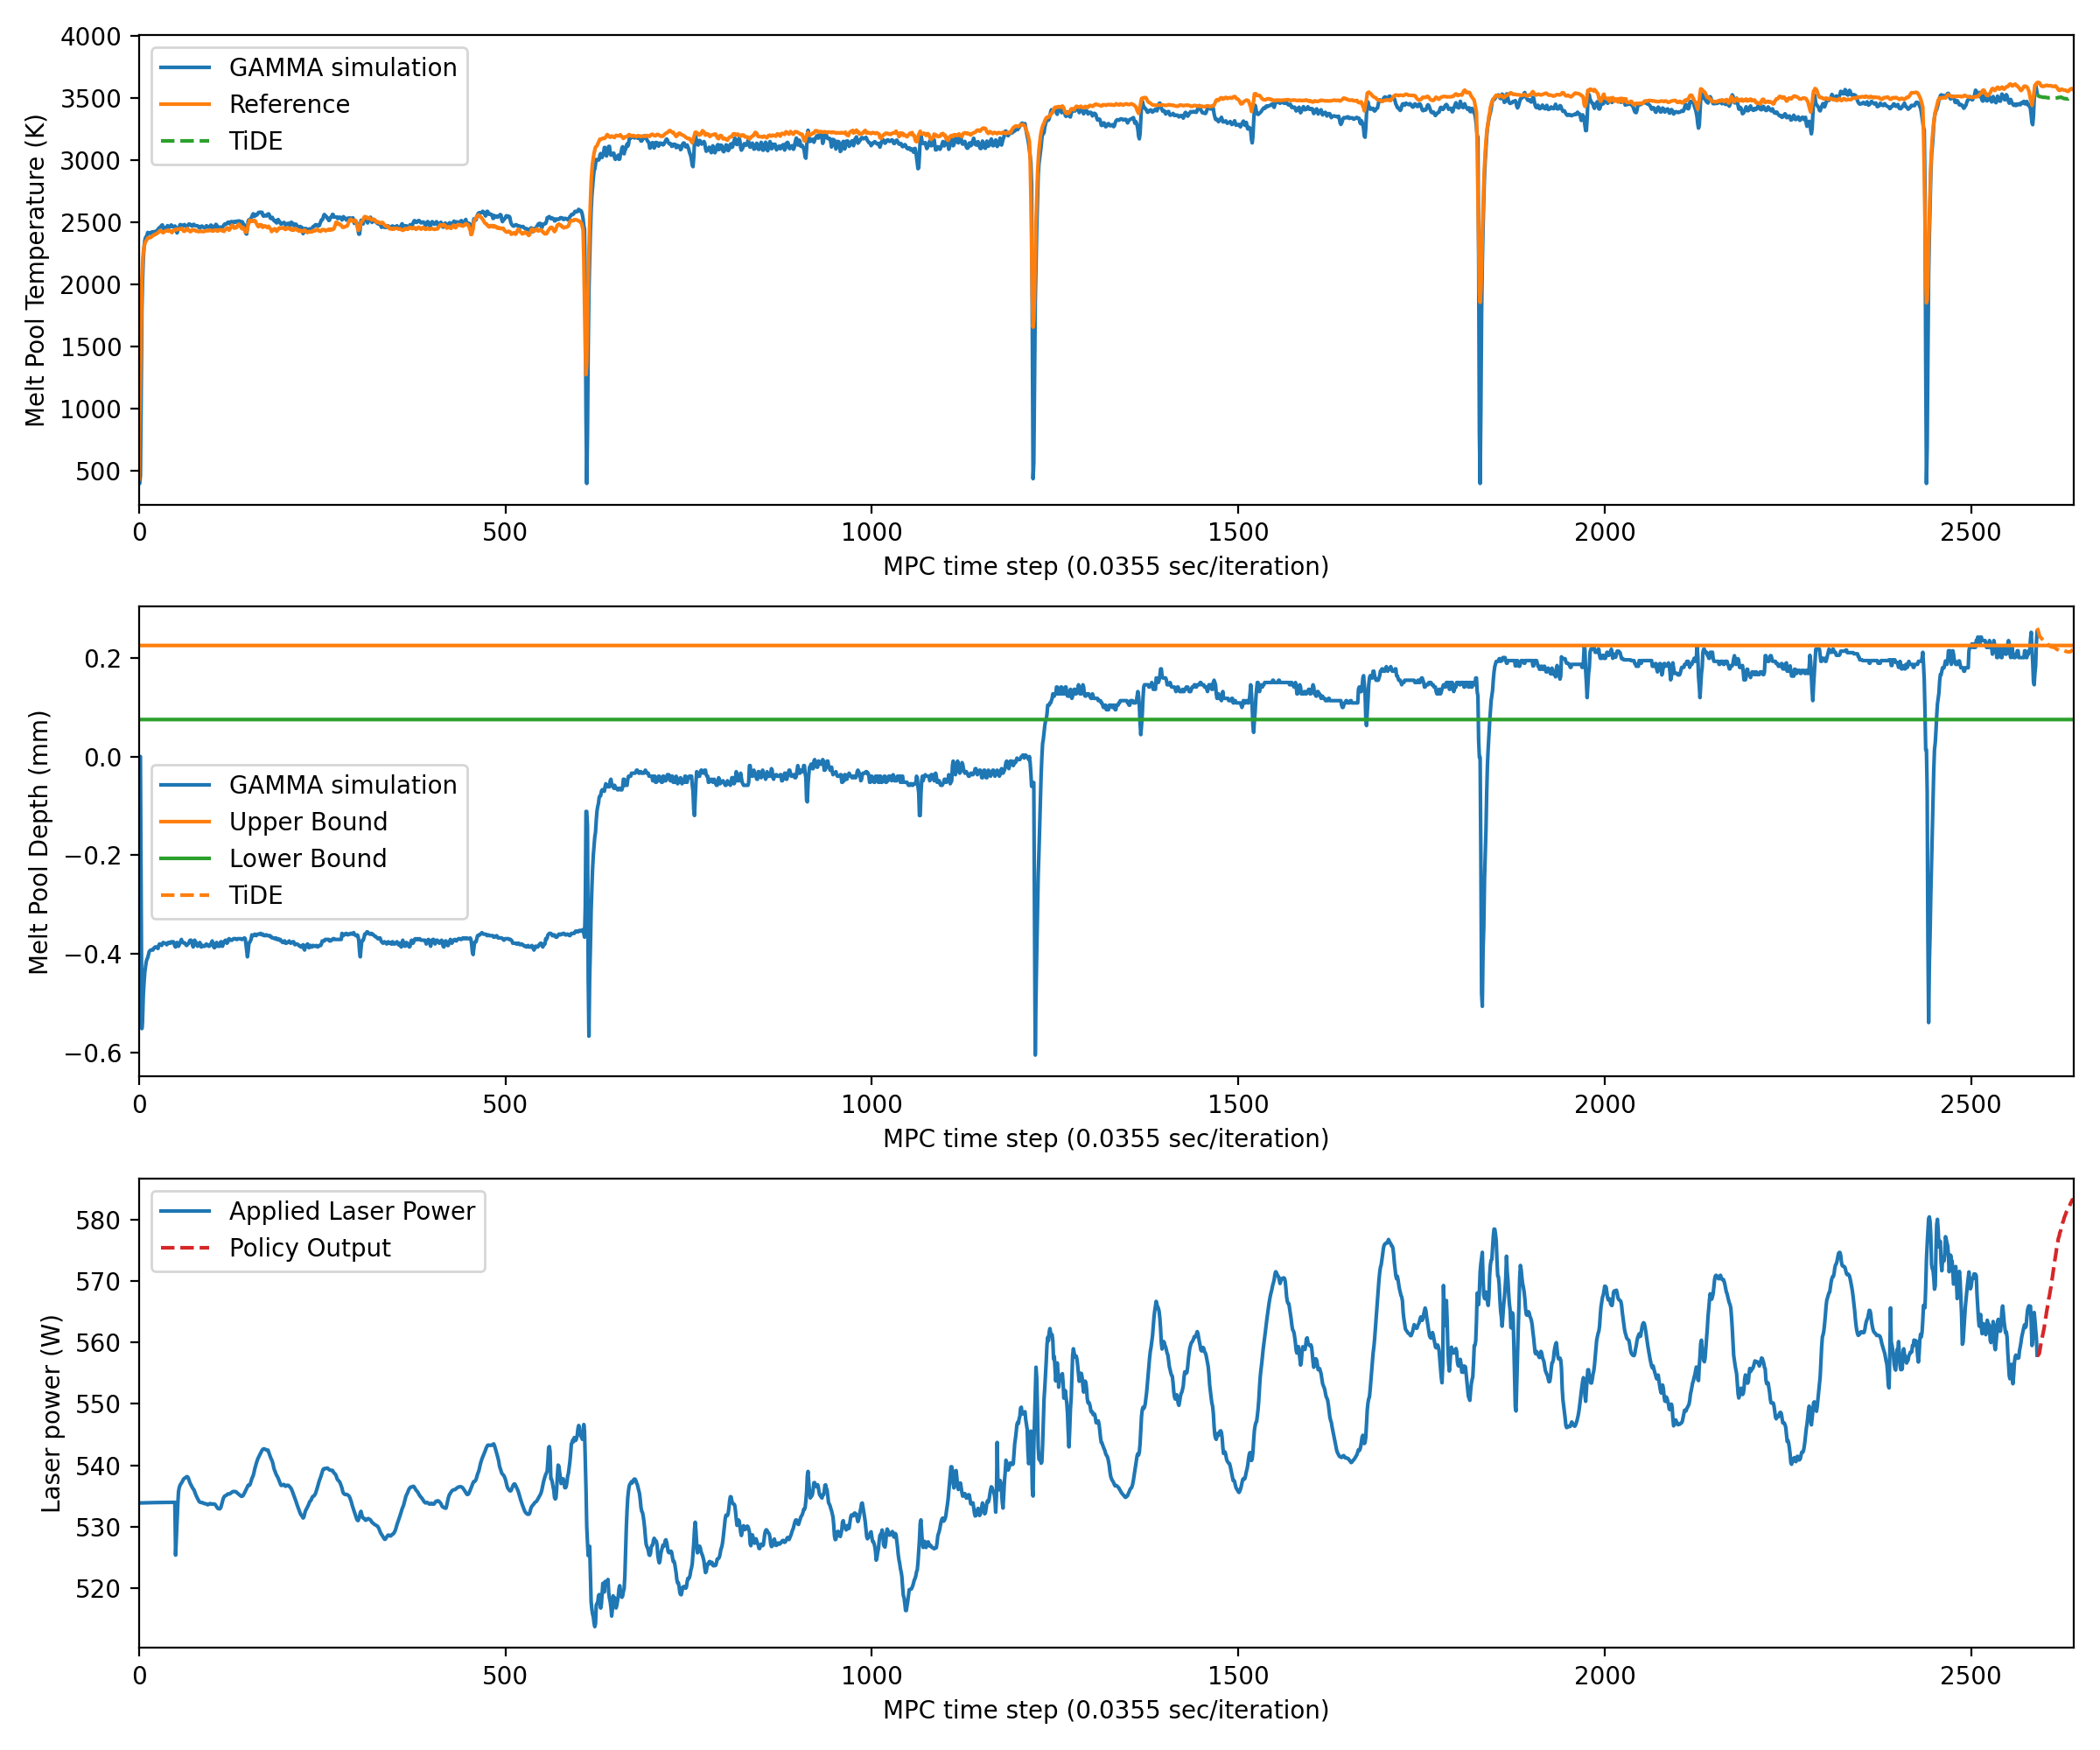 4000
3500
3000
2500
2000
1500
1000
500
Melt Pool Temperature (K)
GAMMA simulation
Reference
TiDE
0 500 1000 1500 2000 2500
MPC time step (0.0355 sec/iteration)
0.2
0.0
−0.2
−0.4
−0.6
Melt Pool Depth (mm)
GAMMA simulation
Upper Bound
Lower Bound
TiDE
0 500 1000 1500 2000 2500
MPC time step (0.0355 sec/iteration)
580
570
560
550
540
530
520
Laser power (W)
Applied Laser Power
Policy Output
0 500 1000 1500 2000 2500
MPC time step (0.0355 sec/iteration)